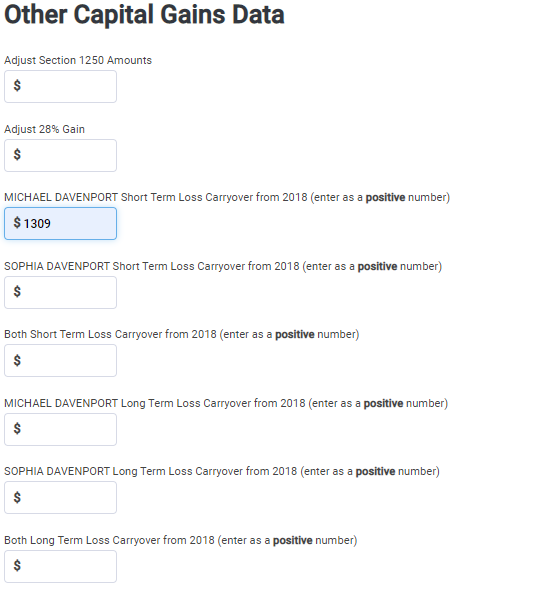 Other Capital Gains Data
Adjust Section 1250 Amounts
$
Adjust 28% Gain
$
MICHAEL DAVENPORT Short Term Loss Carryover from 2018 (enter as a positive number)
$ 1309
SOPHIA DAVENPORT Short Term Loss Carryover from 2018 (enter as a positive number)
$
Both Short Term Loss Carryover from 2018 (enter as a positive number)
$
MICHAEL DAVENPORT Long Term Loss Carryover from 2018 (enter as a positive number)
$
SOPHIA DAVENPORT Long Term Loss Carryover from 2018 (enter as a positive number)
$
Both Long Term Loss Carryover from 2018 (enter as a positive number)
$